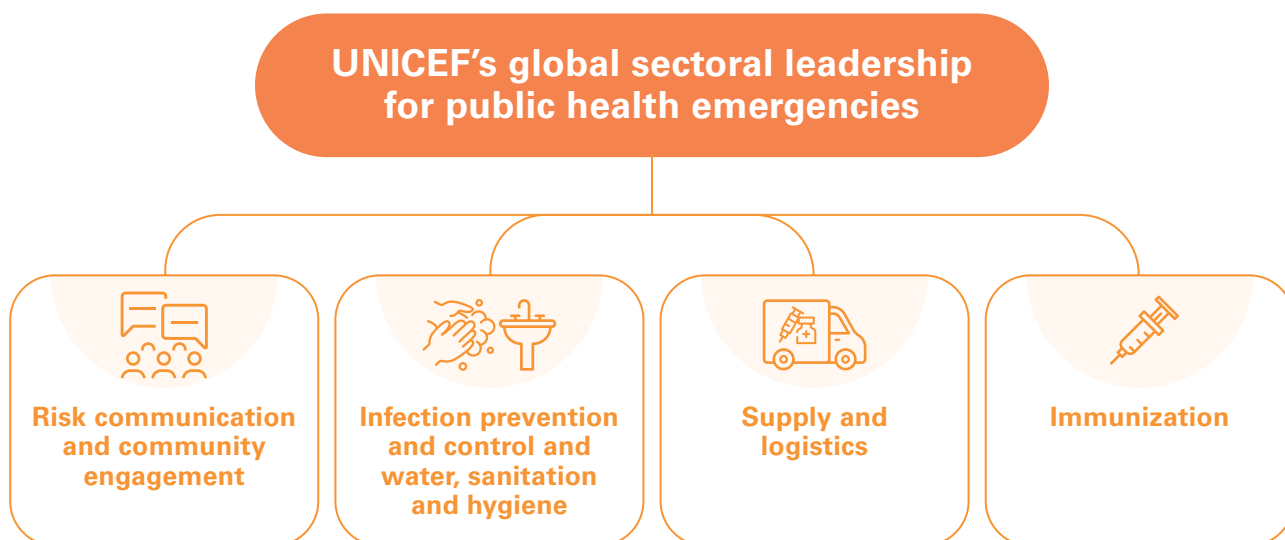 UNICEF’s global sectoral leadership
for public health emergencies
Risk communication
and community
engagement
Infection prevention
and control and
water, sanitation
and hygiene
Supply and
logistics
Immunization